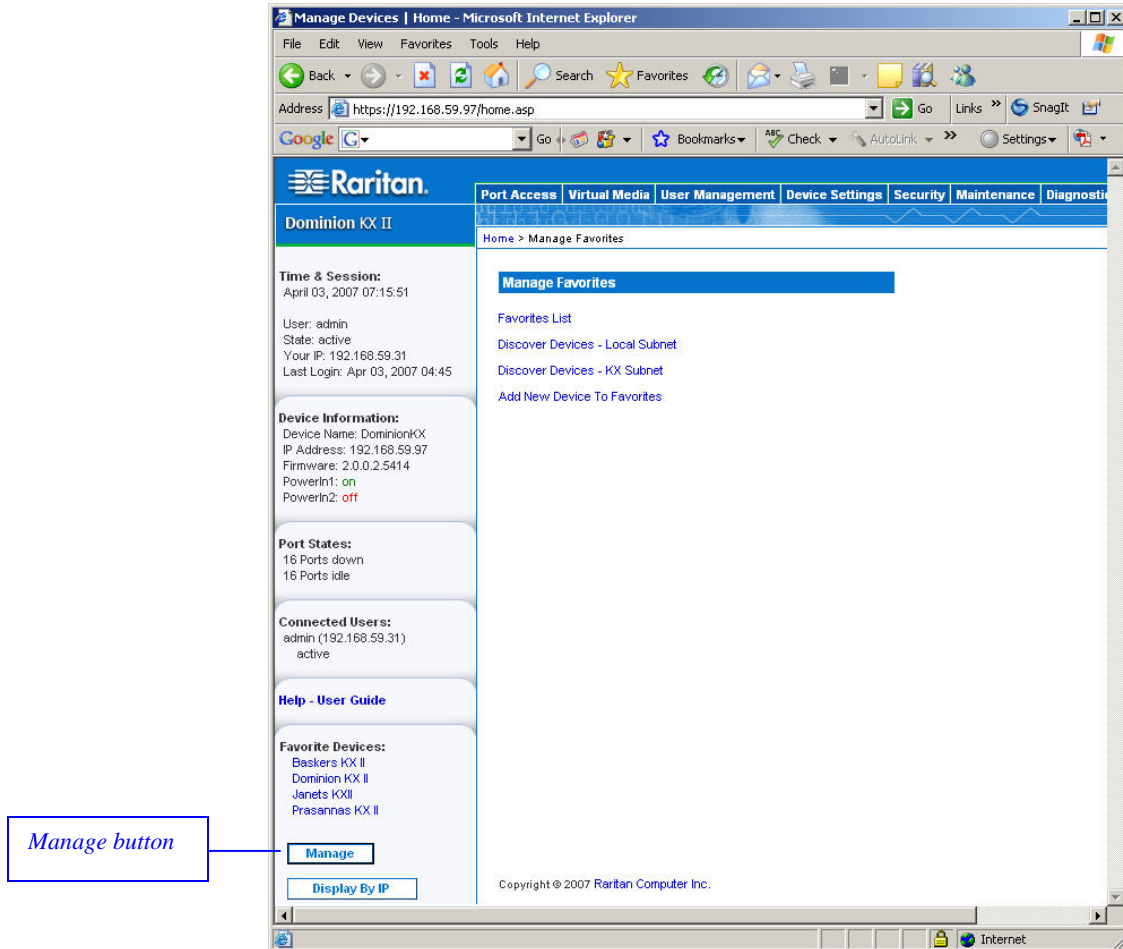 Manage Devices | Home - Microsoft Internet Explorer
File Edit View Favorites Tools Help
Back Search Favorites
Address https://192.168.59.97/home.asp Go Links » SnagIt
Google G Go Bookmarks ABC Check AutoLink » Settings
Raritan.
Port Access Virtual Media User Management Device Settings Security Maintenance Diagnosti
Dominion KX II
Home > Manage Favorites
Time & Session:
April 03, 2007 07:15:51
User: admin
State: active
Your IP: 192.168.59.31
Last Login: Apr 03, 2007 04:45
Device Information:
Device Name: DominionKX
IP Address: 192.168.59.97
Firmware: 2.0.0.2.5414
PowerIn1: on
PowerIn2: off
Port States:
16 Ports down
16 Ports idle
Connected Users:
admin (192.168.59.31)
active
Help - User Guide
Favorite Devices:
Baskers KX II
Dominion KX II
Janets KXII
Prasannas KX II
Manage
Display By IP
Manage button
Manage Favorites
Favorites List
Discover Devices - Local Subnet
Discover Devices - KX Subnet
Add New Device To Favorites
Copyright © 2007 Raritan Computer Inc.
Internet